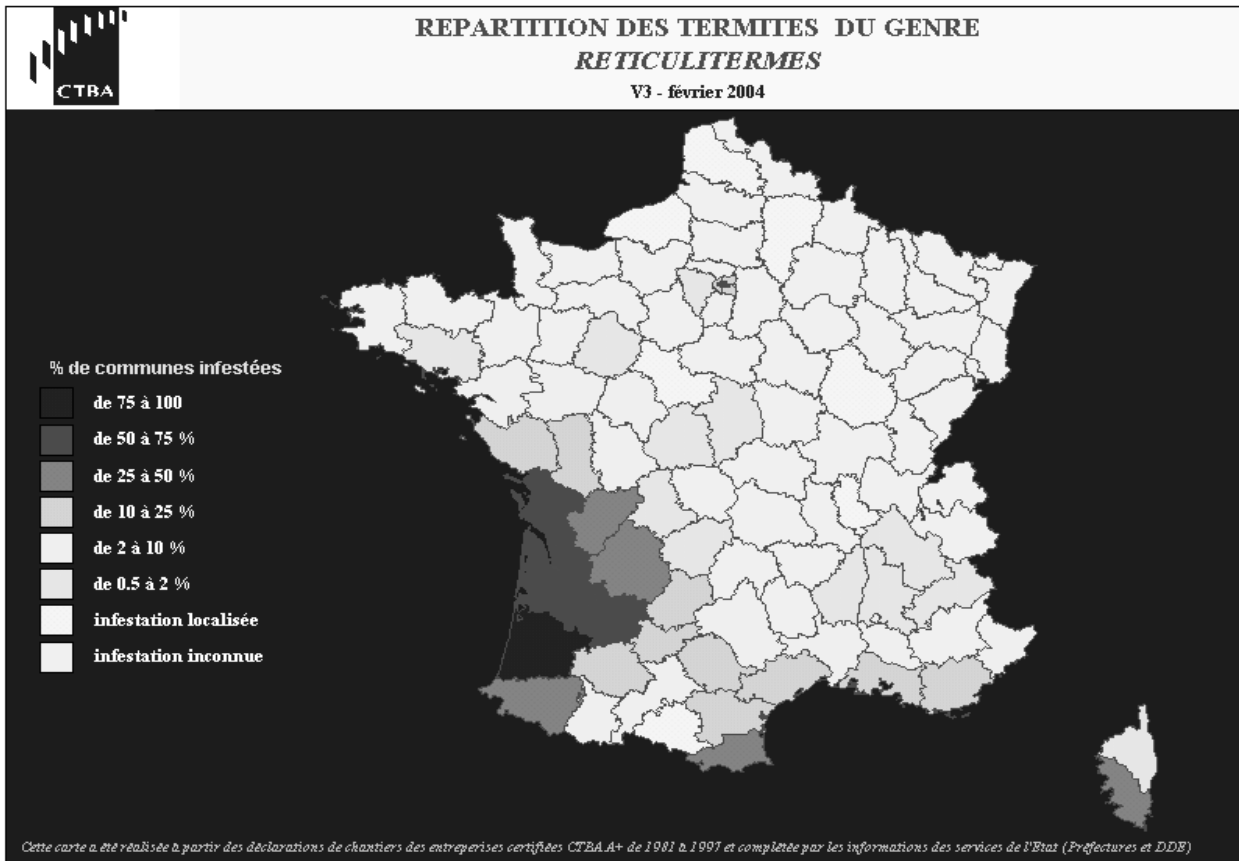 CTBA
REPARTITION DES TERMITES DU GENRE
RETICULITERMES
V3 - février 2004
% de communes infestées
de 75 à 100
de 50 à 75 %
de 25 à 50 %
de 10 à 25 %
de 2 à 10 %
de 0.5 à 2 %
infestation localisée
infestation inconnue
Cette carte a été réalisée à partir des déclarations de chantiers des entreperises certifiées CTBA A+ de 1981 à 1997 et complétée par les informations des services de l'Etat (Préfectures et DDE)